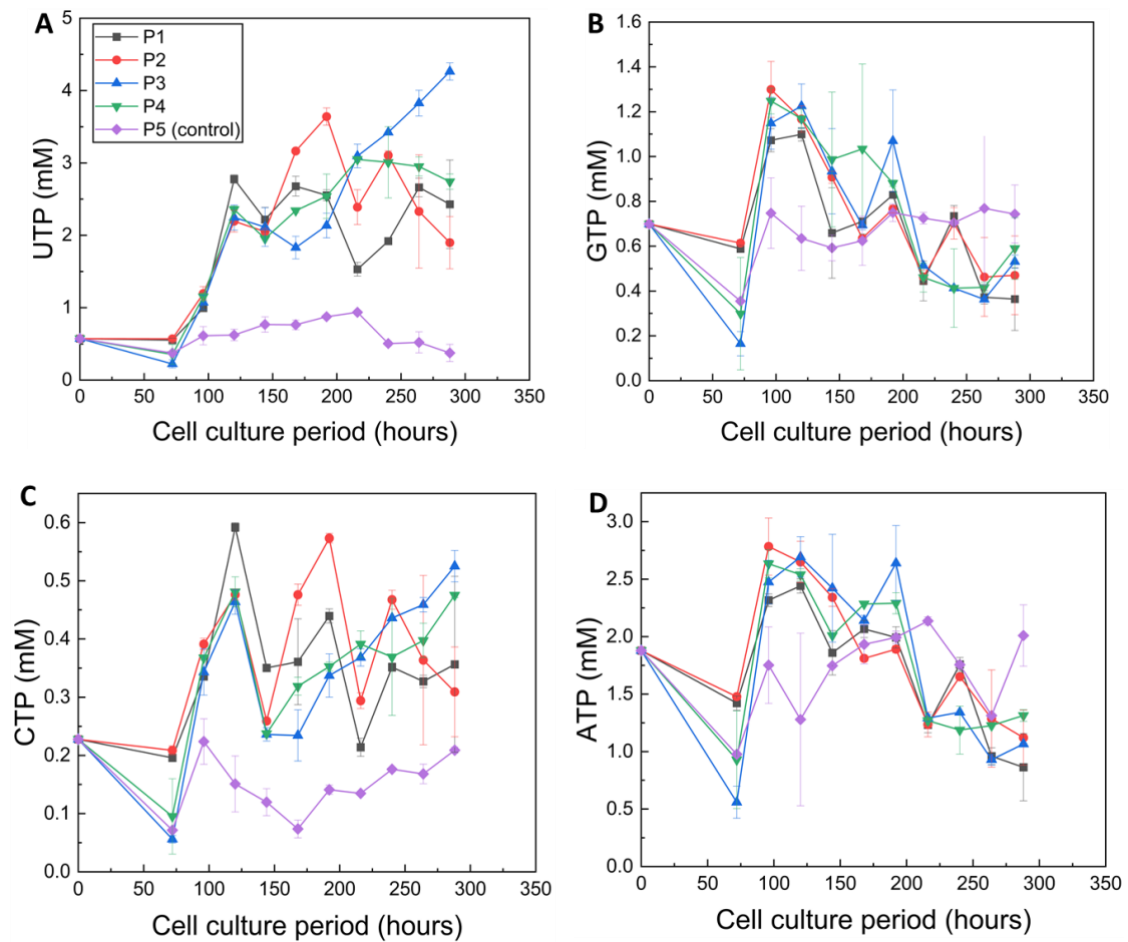 A
UTP (mM)
5
4
3
2
1
0
P1
P2
P3
P4
P5 (control)
0 50 100 150 200 250 300 350
Cell culture period (hours)
B
GTP (mM)
1.6
1.4
1.2
1.0
0.8
0.6
0.4
0.2
0.0
0 50 100 150 200 250 300 350
Cell culture period (hours)
C
CTP (mM)
0.6
0.5
0.4
0.3
0.2
0.1
0.0
0 50 100 150 200 250 300 350
Cell culture period (hours)
D
ATP (mM)
3.0
2.5
2.0
1.5
1.0
0.5
0.0
0 50 100 150 200 250 300 350
Cell culture period (hours)